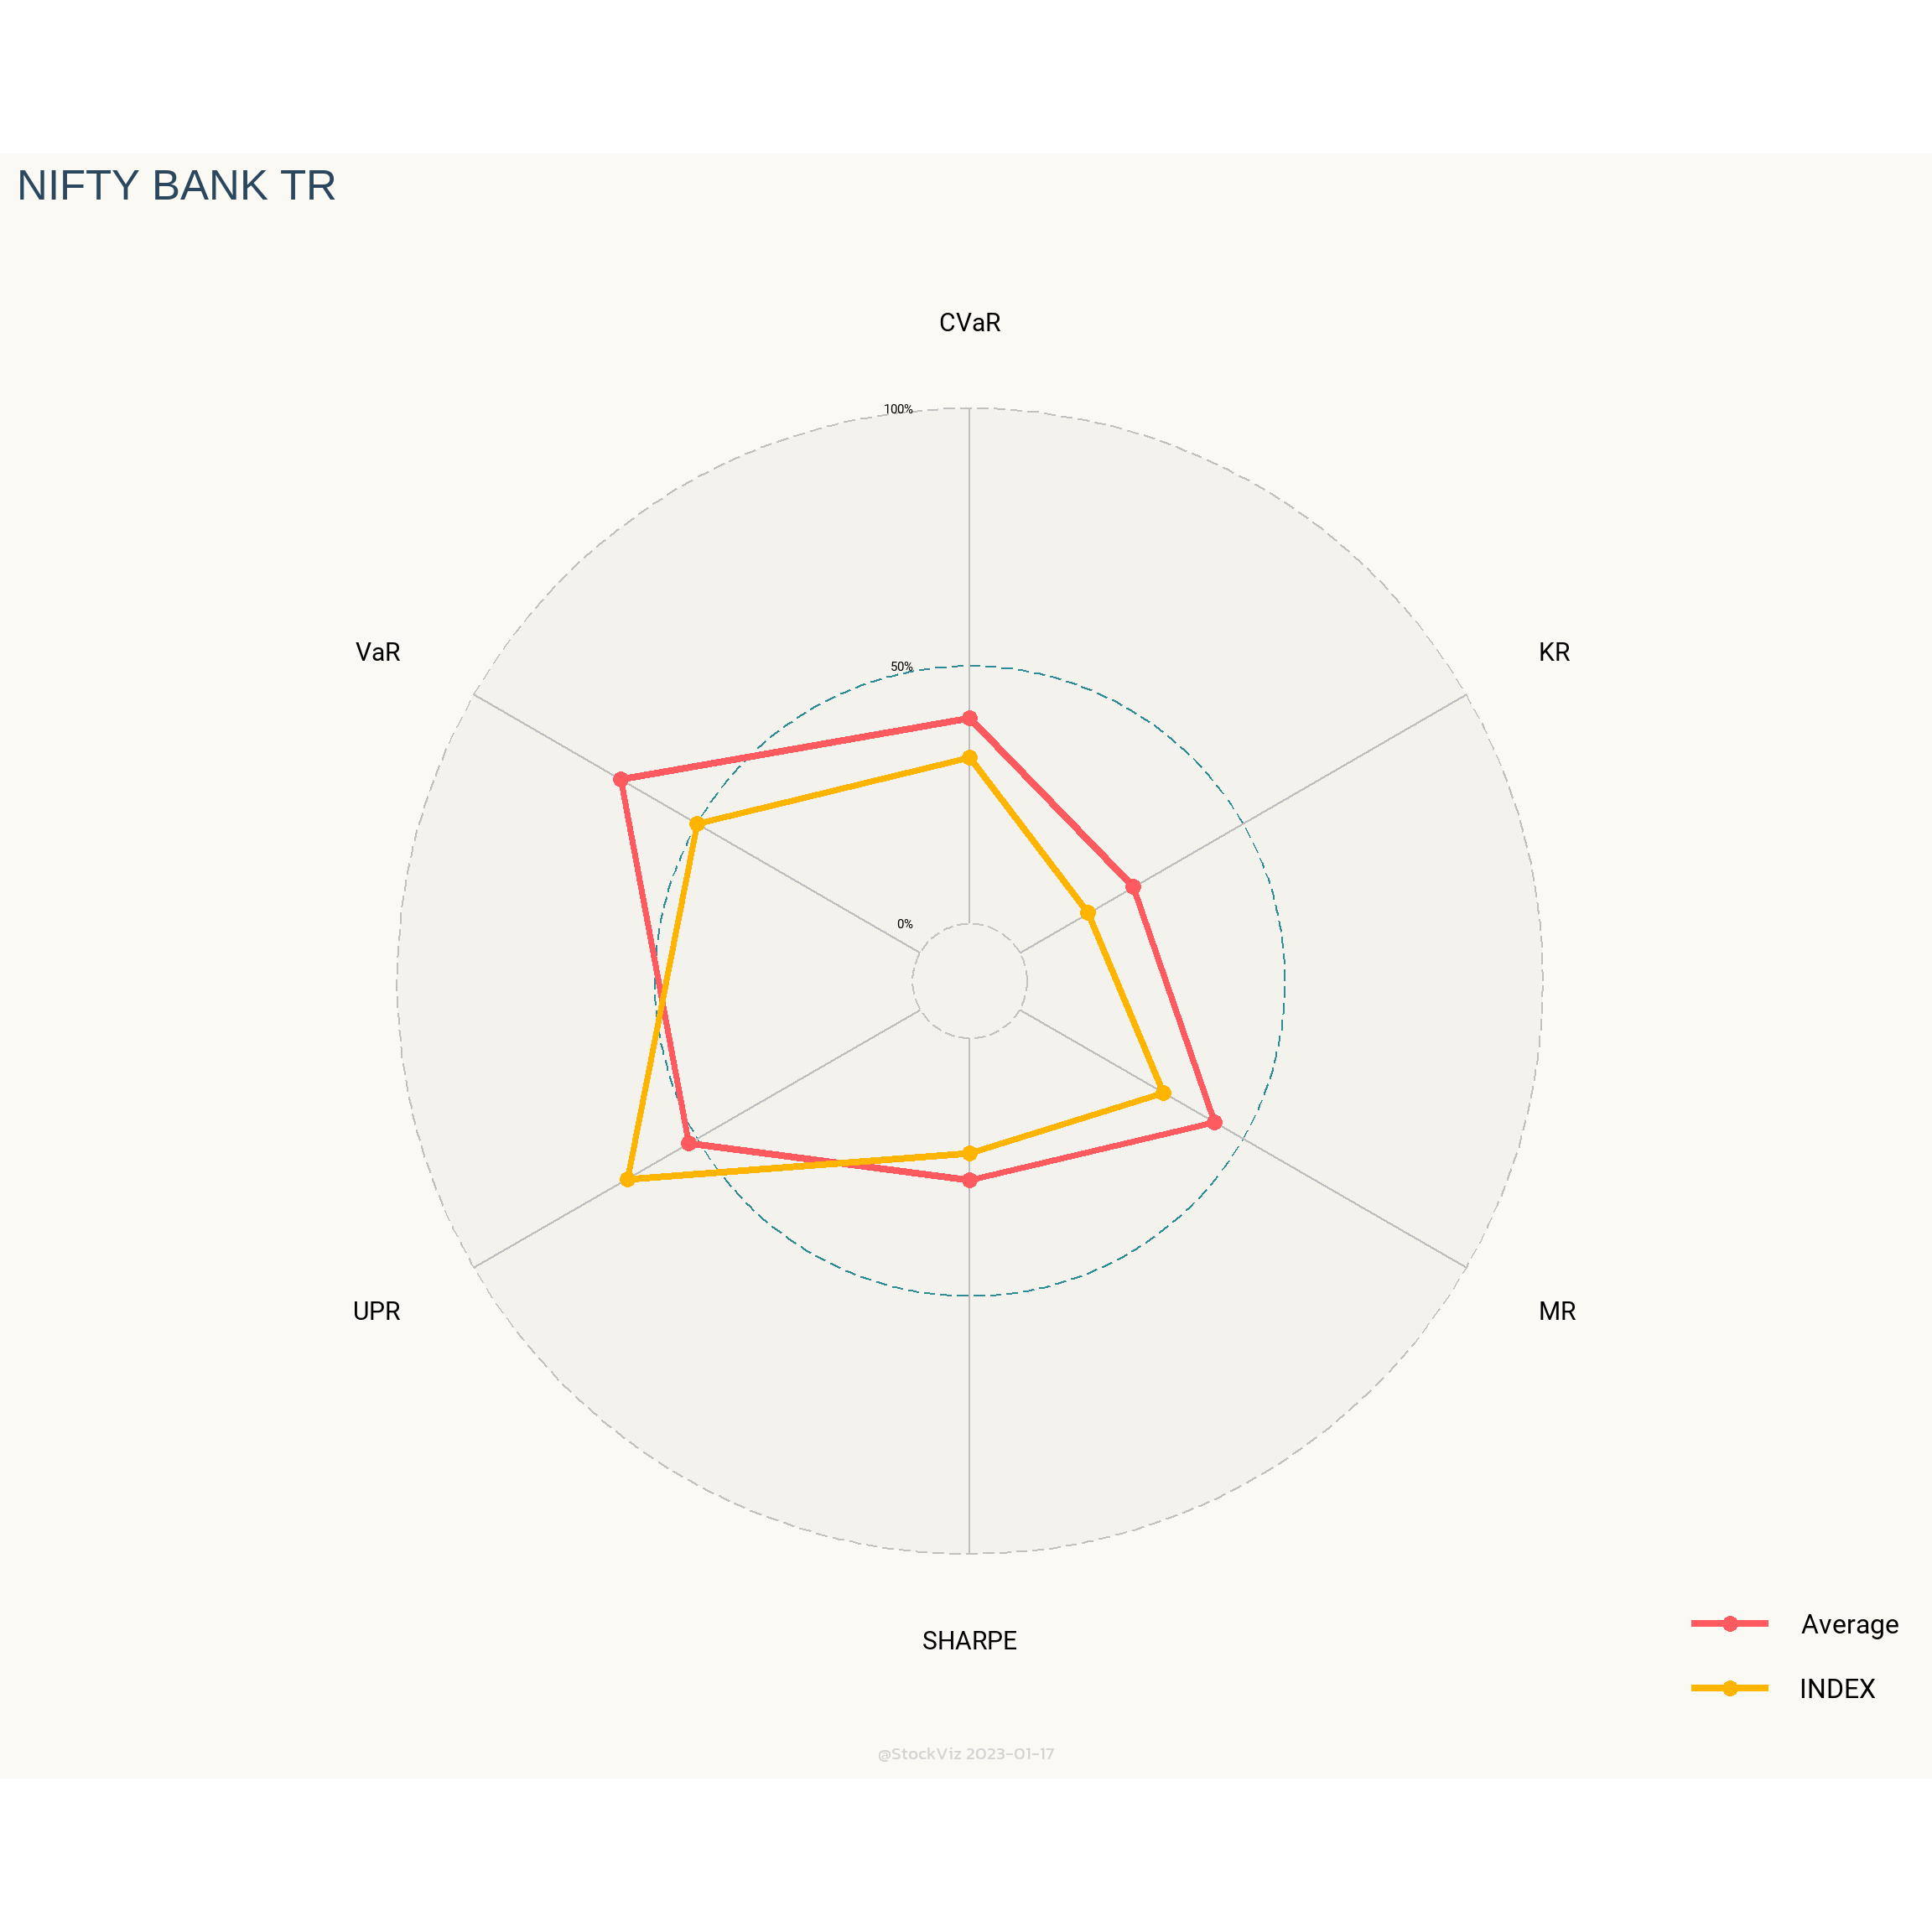 NIFTY BANK TR
CVaR
100%
VaR
KR
50%
0%
UPR
MR
SHARPE
Average
INDEX
@StockViz 2023-01-17